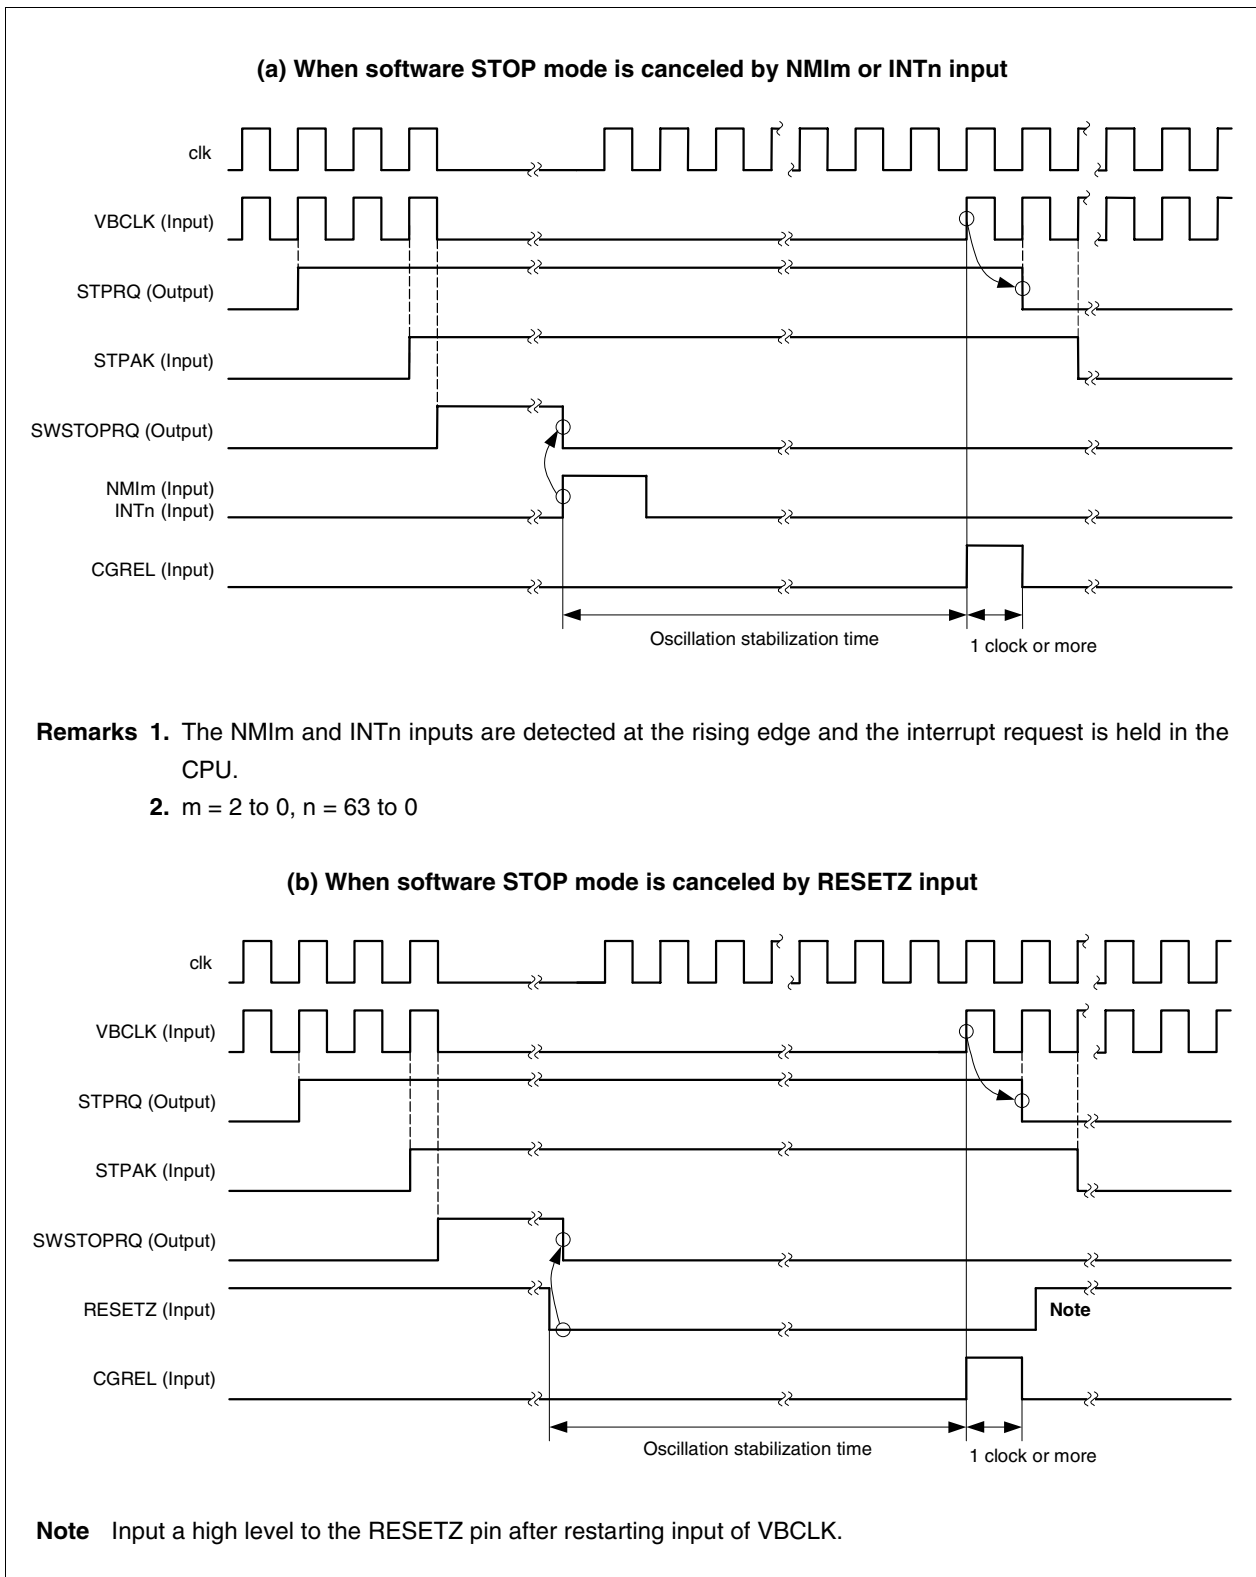 (a) When software STOP mode is canceled by NMIm or INTn input
clk
VBCLK (Input)
STPRQ (Output)
STPAK (Input)
SWSTOPRQ (Output)
NMIm (Input)
INTn (Input)
CGREL (Input)
Oscillation stabilization time
1 clock or more
Remarks 1. The NMIm and INTn inputs are detected at the rising edge and the interrupt request is held in the
CPU.
2. m = 2 to 0, n = 63 to 0
(b) When software STOP mode is canceled by RESETZ input
clk
VBCLK (Input)
STPRQ (Output)
STPAK (Input)
SWSTOPRQ (Output)
RESETZ (Input)
Note
CGREL (Input)
Oscillation stabilization time
1 clock or more
Note Input a high level to the RESETZ pin after restarting input of VBCLK.